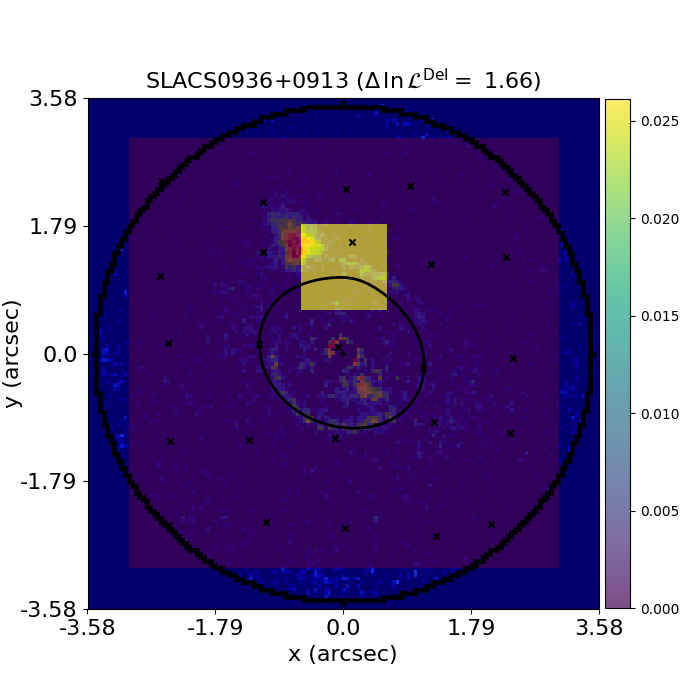 SLACS0936+0913 (Δ ln ℒ^Del = 1.66)
3.58
1.79
0.0
-1.79
-3.58
y (arcsec)
-3.58 -1.79 0.0 1.79 3.58
x (arcsec)
0.025
0.020
0.015
0.010
0.005
0.000